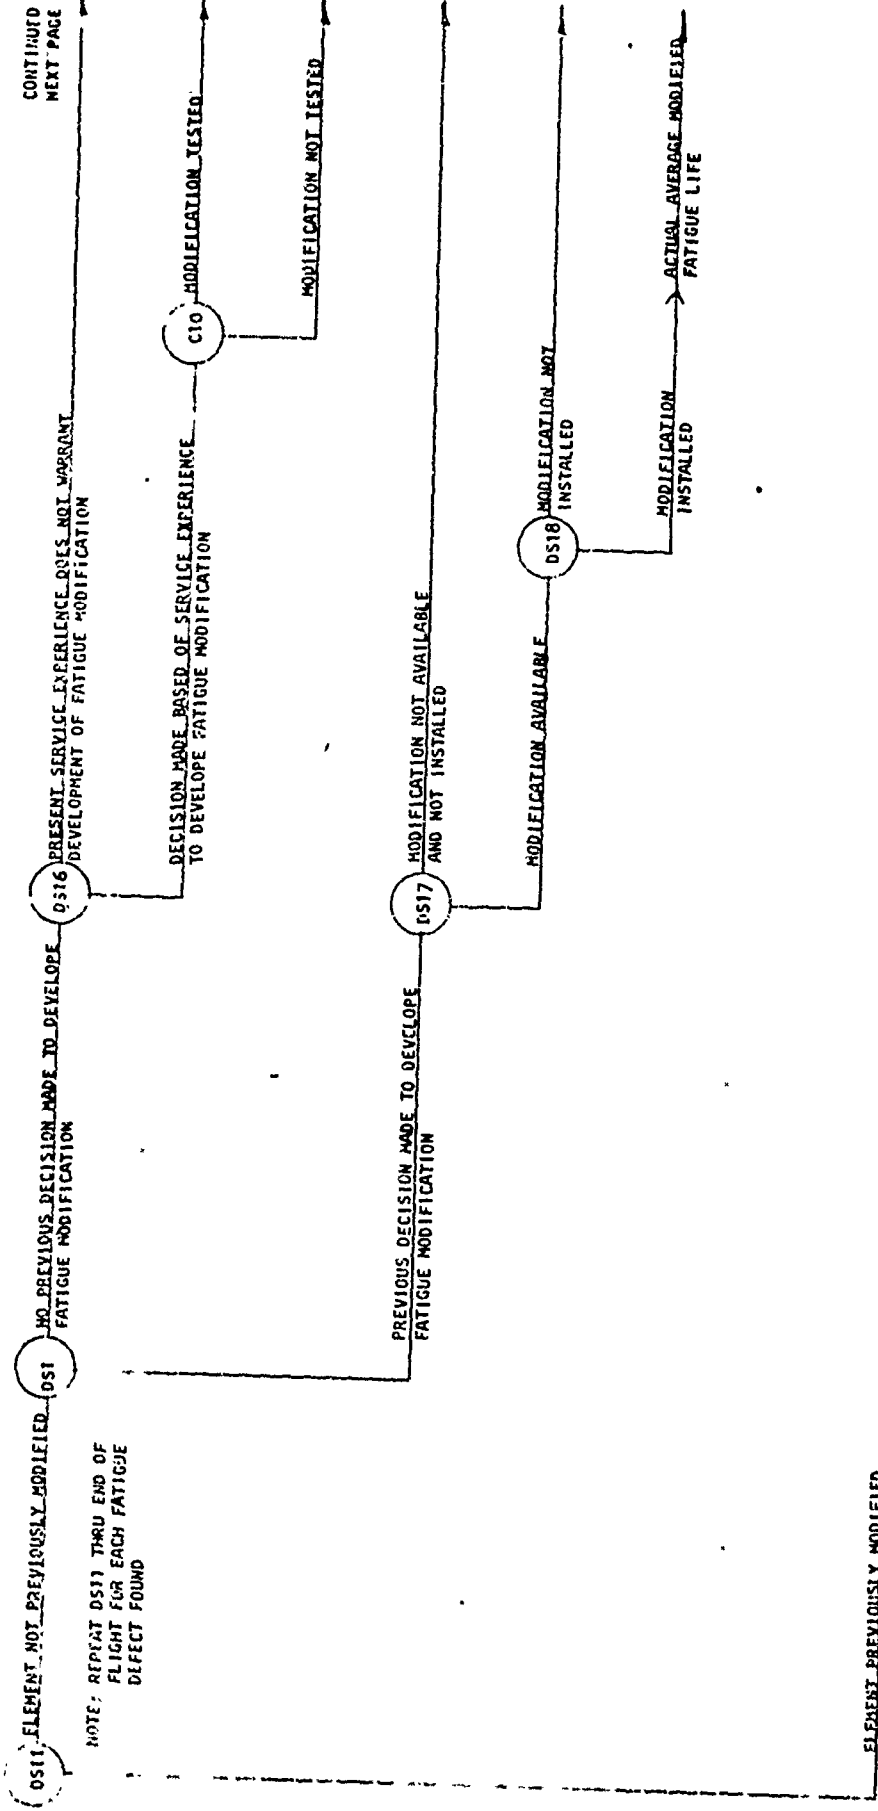 CONTINUED
NEXT PAGE
DS11
ELEMENT NOT PREVIOUSLY MODIFIED
NOTE: REPEAT DS11 THRU END OF
FLIGHT FOR EACH FATIGUE
DEFECT FOUND
DS1
NO PREVIOUS DECISION MADE TO DEVELOPE
FATIGUE MODIFICATION
DS16
PRESENT SERVICE EXPERIENCE DOES NOT WARRANT
DEVELOPMENT OF FATIGUE MODIFICATION
DECISION MADE BASED OF SERVICE EXPERIENCE
TO DEVELOPE FATIGUE MODIFICATION
C10
MODIFICATION TESTED
MODIFICATION NOT TESTED
PREVIOUS DECISION MADE TO DEVELOPE
FATIGUE MODIFICATION
DS17
MODIFICATION NOT AVAILABLE
AND NOT INSTALLED
MODIFICATION AVAILABLE
DS18
MODIFICATION NOT
INSTALLED
MODIFICATION
INSTALLED
ACTUAL AVERAGE MODIFIED
FATIGUE LIFE
ELEMENT PREVIOUSLY MODIFIED